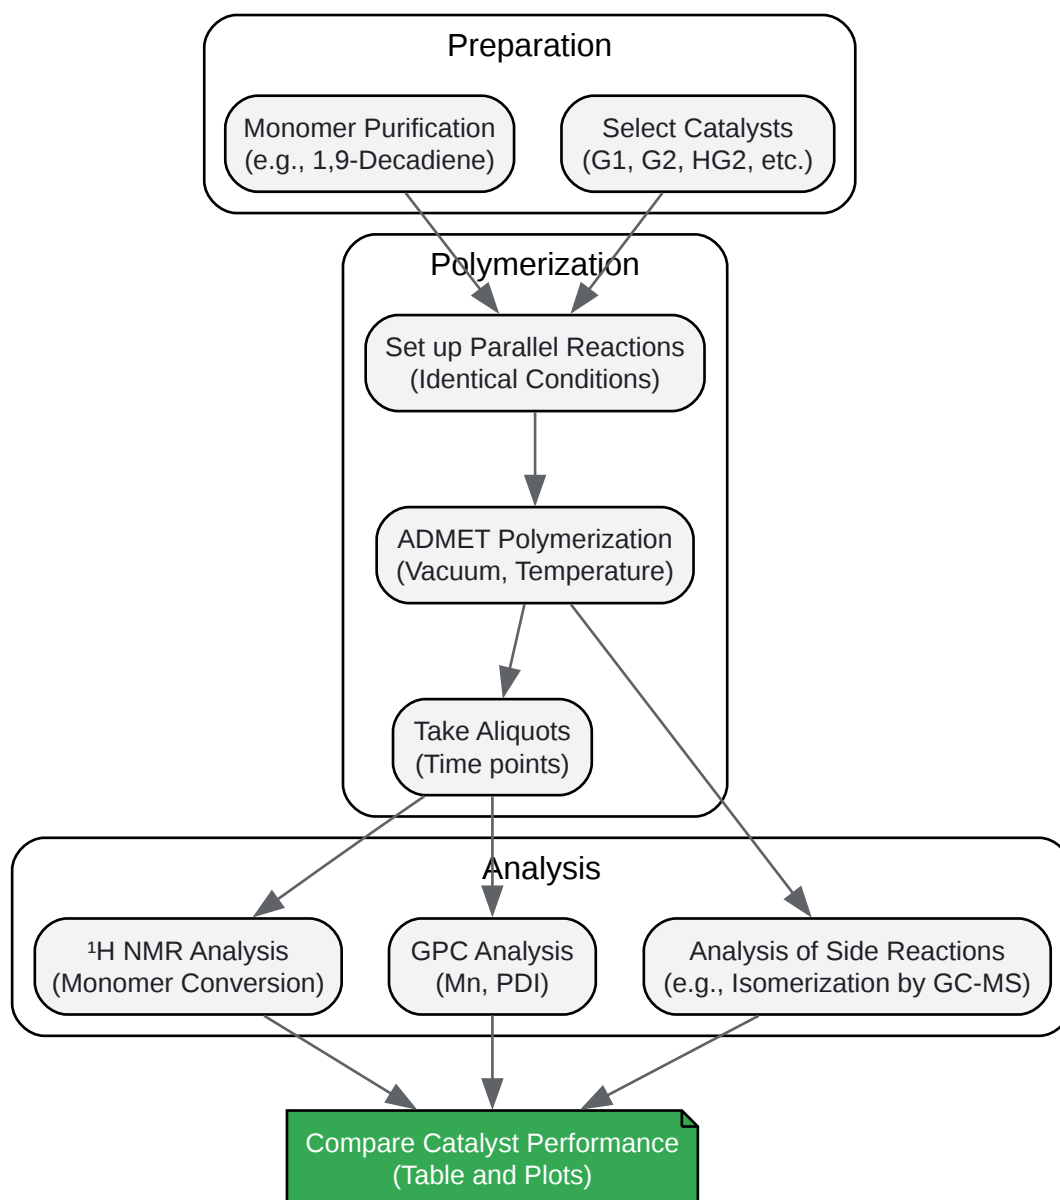 Preparation
Monomer Purification
(e.g., 1,9-Decadiene)
Select Catalysts
(G1, G2, HG2, etc.)
Polymerization
Set up Parallel Reactions
(Identical Conditions)
ADMET Polymerization
(Vacuum, Temperature)
Take Aliquots
(Time points)
Analysis
¹H NMR Analysis
(Monomer Conversion)
GPC Analysis
(Mn, PDI)
Analysis of Side Reactions
(e.g., Isomerization by GC-MS)
Compare Catalyst Performance
(Table and Plots)